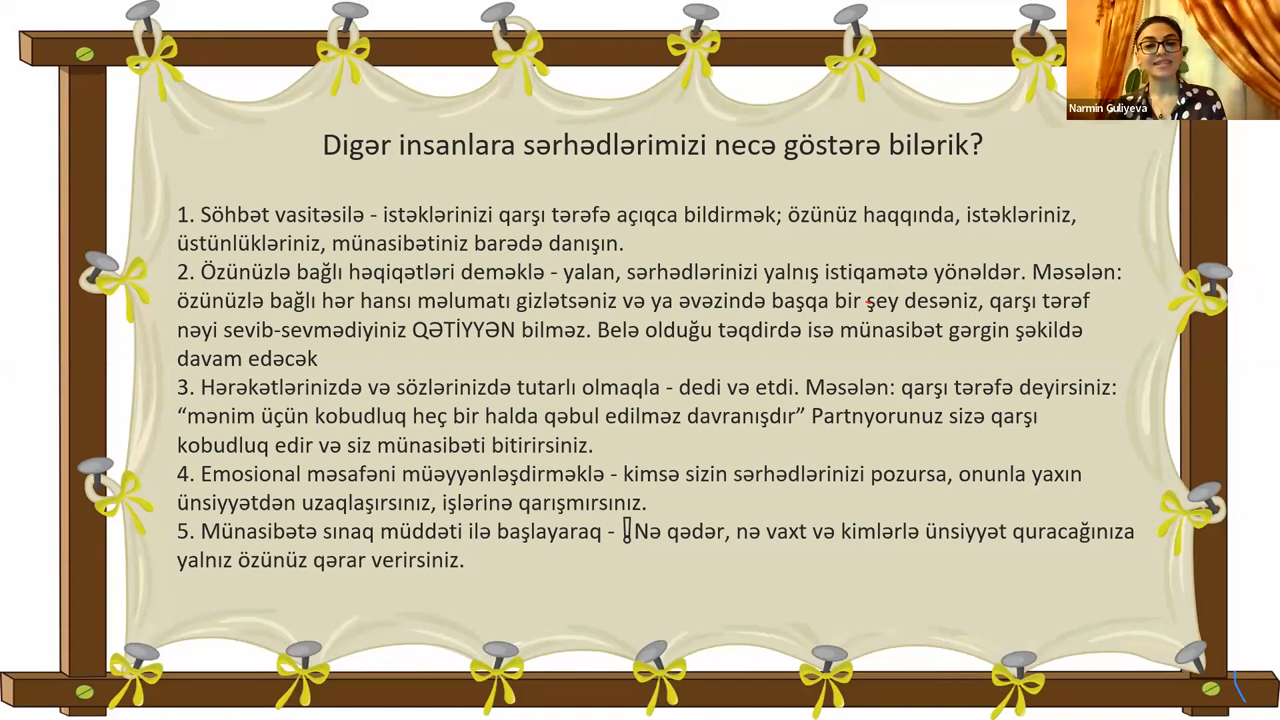 Narmin Guliyeva
Digər insanlara sərhədlərimizi necə göstərə bilərik?
1. Söhbət vasitəsilə - istəklərinizi qarşı tərəfə açıqca bildirmək; özünüz haqqında, istəkləriniz,
üstünlükləriniz, münasibətiniz barədə danışın.
2. Özünüzlə bağlı həqiqətləri deməklə - yalan, sərhədlərinizi yalnış istiqamətə yönəldər. Məsələn:
özünüzlə bağlı hər hansı məlumatı gizlətsəniz və ya əvəzində başqa bir şey desəniz, qarşı tərəf
nəyi sevib-sevmədiyiniz QƏTİYYƏN bilməz. Belə olduğu təqdirdə isə münasibət gərgin şəkildə
davam edəcək
3. Hərəkətlərinizdə və sözlərinizdə tutarlı olmaqla - dedi və etdi. Məsələn: qarşı tərəfə deyirsiniz:
“mənim üçün kobudluq heç bir halda qəbul edilməz davranışdır” Partnyorunuz sizə qarşı
kobudluq edir və siz münasibəti bitirirsiniz.
4. Emosional məsafəni müəyyənləşdirməklə - kimsə sizin sərhədlərinizi pozursa, onunla yaxın
ünsiyyətdən uzaqlaşırsınız, işlərinə qarışmırsınız.
5. Münasibətə sınaq müddəti ilə başlayaraq - ❕Nə qədər, nə vaxt və kimlərlə ünsiyyət quracağınıza
yalnız özünüz qərar verirsiniz.